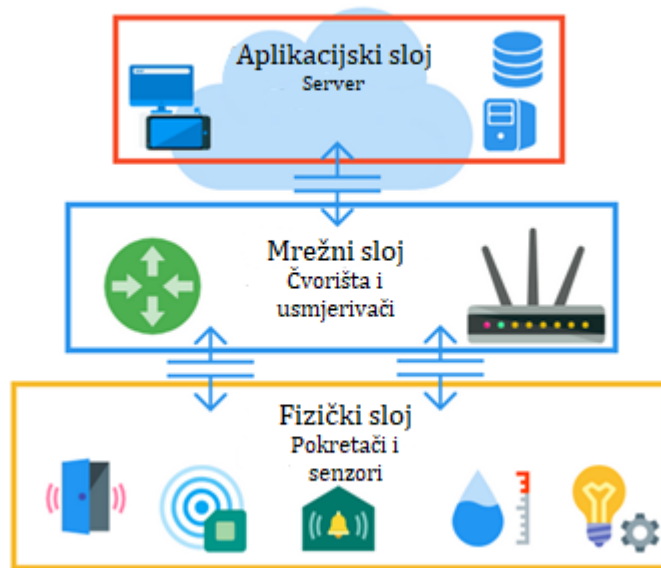 Aplikacijski sloj
Server
Mrežni sloj
Čvorišta i
usmjerivači
Fizički sloj
Pokretači i
senzori